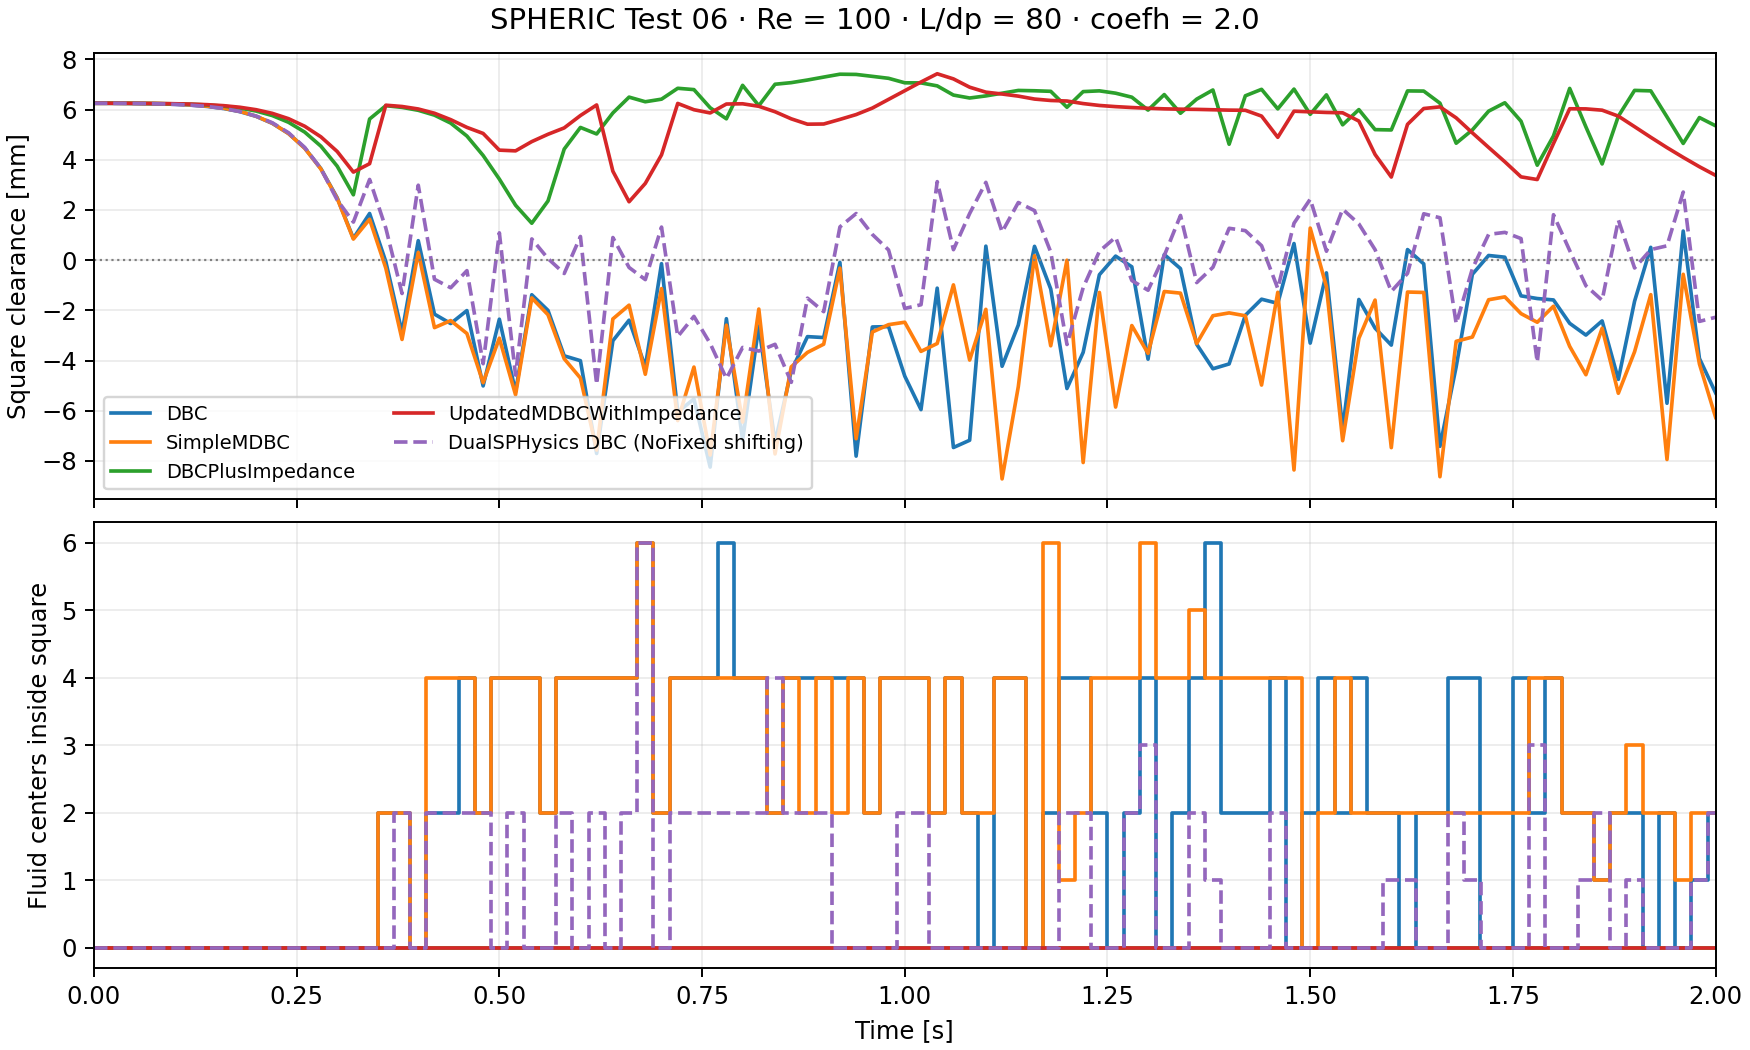 SPHERIC Test 06 · Re = 100 · L/dp = 80 · coefh = 2.0
Square clearance [mm]
8
6
4
2
0
−2
−4
−6
−8
DBC
SimpleMDBC
DBCPlusImpedance
UpdatedMDBCWithImpedance
DualSPHysics DBC (NoFixed shifting)
Fluid centers inside square
6
5
4
3
2
1
0
0.00 0.25 0.50 0.75 1.00 1.25 1.50 1.75 2.00
Time [s]